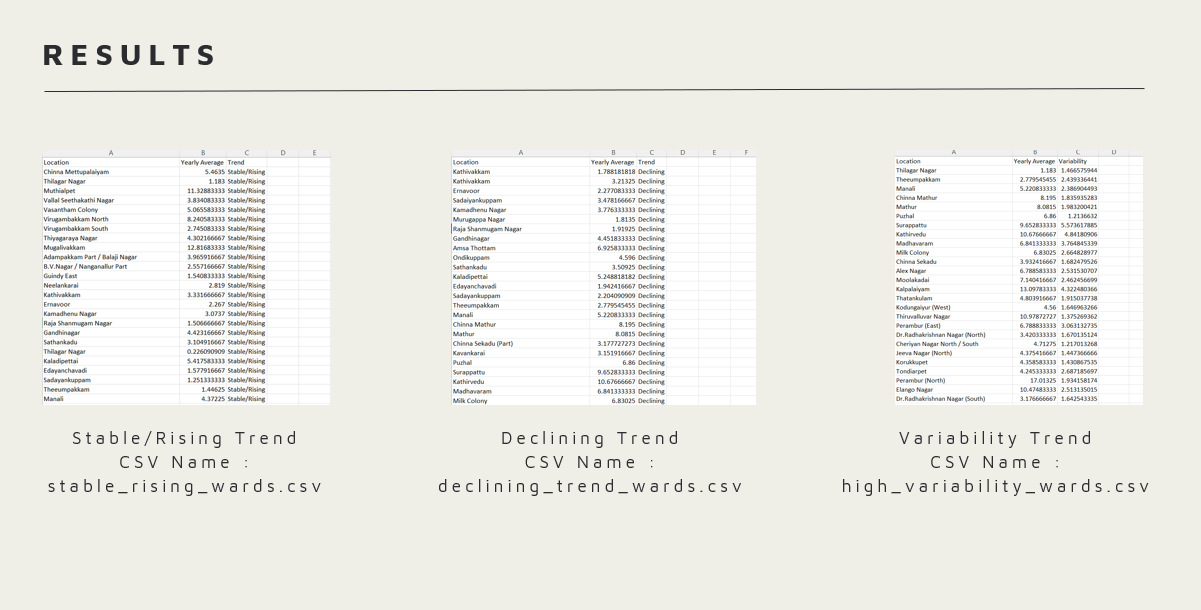 RESULTS
A B C D E
Location Yearly Average Trend
Chinna Mettupalaiyam 5.4635 Stable/Rising
Thilagar Nagar 1.183 Stable/Rising
Muthialpet 11.32883333 Stable/Rising
Vallal Seethakathi Nagar 3.834083333 Stable/Rising
Vasantham Colony 5.065583333 Stable/Rising
Virugambakkam North 8.240583333 Stable/Rising
Virugambakkam South 2.745083333 Stable/Rising
Thiyagaraya Nagar 4.302166667 Stable/Rising
Mugalivakkam 12.81683333 Stable/Rising
Adampakkam Part / Balaji Nagar 3.965916667 Stable/Rising
B.V.Nagar / Nanganallur Part 2.557166667 Stable/Rising
Guindy East 1.540833333 Stable/Rising
Neelankarai 2.819 Stable/Rising
Kathivakkam 3.331666667 Stable/Rising
Ernavoor 2.267 Stable/Rising
Kamadhenu Nagar 3.0737 Stable/Rising
Raja Shanmugam Nagar 1.506666667 Stable/Rising
Gandhinagar 4.423166667 Stable/Rising
Sathankadu 3.104916667 Stable/Rising
Thilagar Nagar 0.226090909 Stable/Rising
Kaladipettai 5.417583333 Stable/Rising
Edayanchavadi 1.577916667 Stable/Rising
Sadayankuppam 1.251333333 Stable/Rising
Theeumpakkam 1.44625 Stable/Rising
Manali 4.37225 Stable/Rising
Stable/Rising Trend
CSV Name :
stable_rising_wards.csv
A B C D E F
Location Yearly Average Trend
Kathivakkam 1.788181818 Declining
Kathivakkam 3.21325 Declining
Ernavoor 2.277083333 Declining
Sadaiyankuppam 3.478166667 Declining
Kamadhenu Nagar 3.776333333 Declining
Murugappa Nagar 1.8135 Declining
Raja Shanmugam Nagar 1.91925 Declining
Gandhinagar 4.451833333 Declining
Amsa Thottam 6.925833333 Declining
Ondikuppam 4.596 Declining
Sathankadu 3.50925 Declining
Kaladipettai 5.248818182 Declining
Edayanchavadi 1.942416667 Declining
Sadayankuppam 2.204090909 Declining
Theeumpakkam 2.779545455 Declining
Manali 5.220833333 Declining
Chinna Mathur 8.195 Declining
Mathur 8.0815 Declining
Chinna Sekadu (Part) 3.177727273 Declining
Kavankarai 3.151916667 Declining
Puzhal 6.86 Declining
Surappattu 9.652833333 Declining
Kathirvedu 10.67666667 Declining
Madhavaram 6.841333333 Declining
Milk Colony 6.83025 Declining
Declining Trend
CSV Name :
declining_trend_wards.csv
A B C D
Location Yearly Average Variability
Thilagar Nagar 1.183 1.466575944
Theeumpakkam 2.779545455 2.439336441
Manali 5.220833333 2.386904493
Chinna Mathur 8.195 1.835935283
Mathur 8.0815 1.983200421
Puzhal 6.86 1.2136632
Surappattu 9.652833333 5.573617885
Kathirvedu 10.67666667 4.84180906
Madhavaram 6.841333333 3.764845339
Milk Colony 6.83025 2.664828977
Chinna Sekadu 3.932416667 1.682479526
Alex Nagar 6.788583333 2.531530707
Moolakadai 7.140416667 2.462456699
Kalpalaiyam 13.09783333 4.322480366
Thatankulam 4.803916667 1.915037738
Kodungaiyur (West) 4.56 1.646963266
Thiruvalluvar Nagar 10.97872727 1.375269362
Perambur (East) 6.788833333 3.063132735
Dr.Radhakrishnan Nagar (North) 3.420333333 1.670135124
Cheriyan Nagar North / South 4.71275 1.217013268
Jeeva Nagar (North) 4.375416667 1.447366666
Korukkupet 4.358583333 1.430867535
Tondiarpet 4.245333333 2.687185697
Perambur (North) 17.01325 1.934158174
Elango Nagar 10.47483333 2.513135015
Dr.Radhakrishnan Nagar (South) 3.176666667 1.642543335
Variability Trend
CSV Name :
high_variability_wards.csv